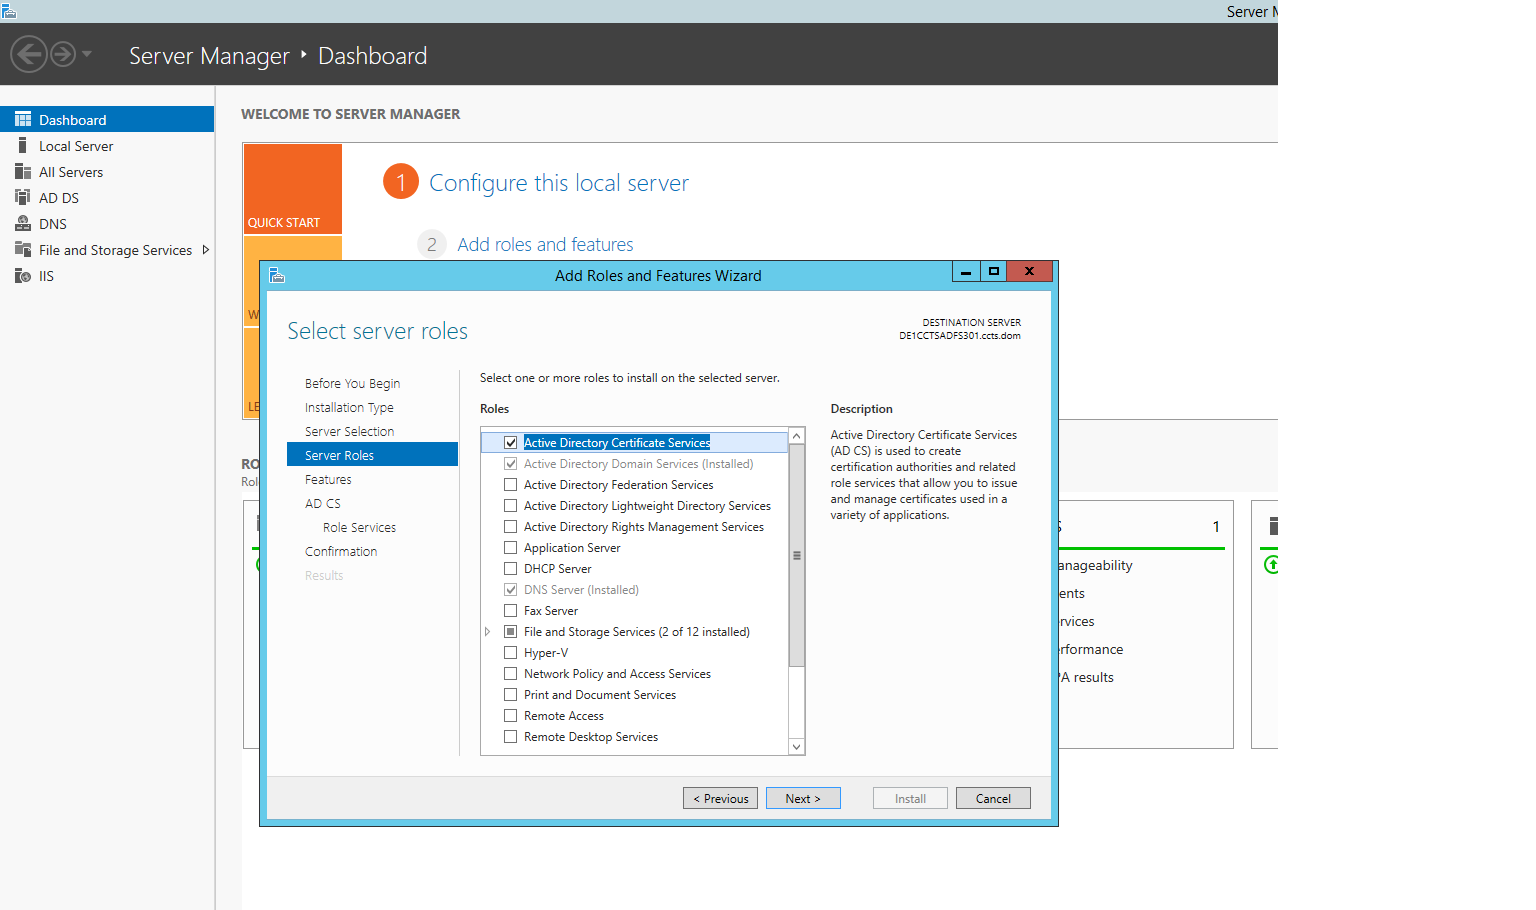 Server M
Server Manager ‣ Dashboard
Dashboard
Local Server
All Servers
AD DS
DNS
File and Storage Services
IIS
WELCOME TO SERVER MANAGER
QUICK START
1 Configure this local server
2 Add roles and features
W
LE
RO
Rol
Add Roles and Features Wizard
Select server roles
DESTINATION SERVER
DE1CCTSADFS301.ccts.dom
Before You Begin
Installation Type
Server Selection
Server Roles
Features
AD CS
Role Services
Confirmation
Results
Select one or more roles to install on the selected server.
Roles
Active Directory Certificate Services
Active Directory Domain Services (Installed)
Active Directory Federation Services
Active Directory Lightweight Directory Services
Active Directory Rights Management Services
Application Server
DHCP Server
DNS Server (Installed)
Fax Server
File and Storage Services (2 of 12 installed)
Hyper-V
Network Policy and Access Services
Print and Document Services
Remote Access
Remote Desktop Services
Description
Active Directory Certificate Services
(AD CS) is used to create
certification authorities and related
role services that allow you to issue
and manage certificates used in a
variety of applications.
< Previous
Next >
Install
Cancel
S 1
anageability
ents
rvices
erformance
PA results